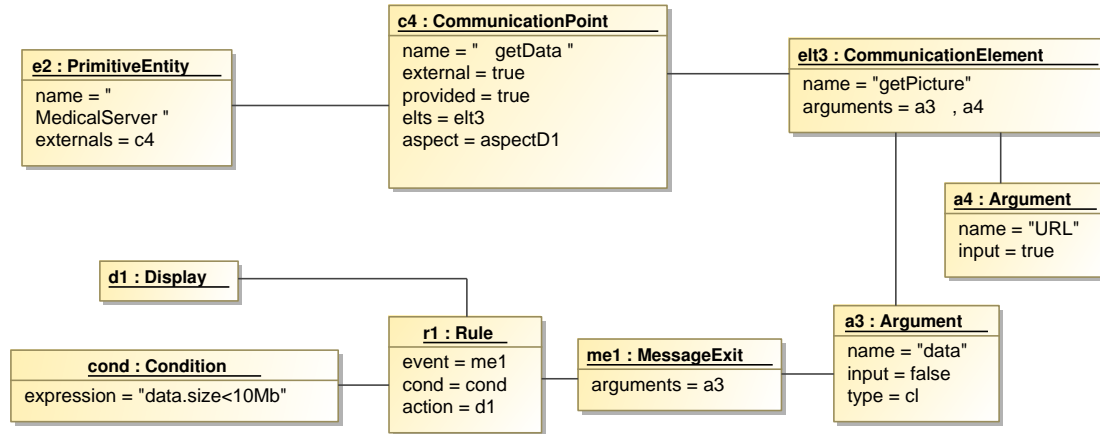 c4 : CommunicationPoint
name = "   getData "
external = true
provided = true
elts = elt3
aspect = aspectD1
e2 : PrimitiveEntity
name = "
MedicalServer "
externals = c4
elt3 : CommunicationElement
name = "getPicture"
arguments = a3   , a4
a4 : Argument
name = "URL"
input = true
d1 : Display
r1 : Rule
event = me1
cond = cond
action = d1
cond : Condition
expression = "data.size<10Mb"
me1 : MessageExit
arguments = a3
a3 : Argument
name = "data"
input = false
type = cl